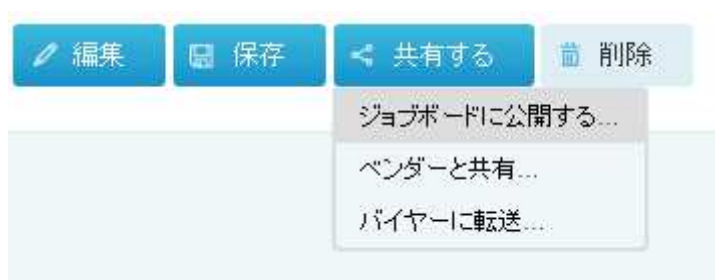 編集 保存 共有する 削除
ジョブボードに公開する...
ベンダーと共有...
バイヤーに転送...